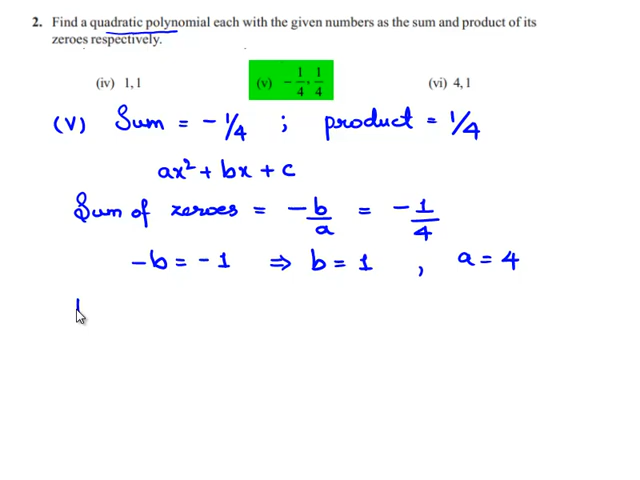 2. Find a quadratic polynomial each with the given numbers as the sum and product of its
zeroes respectively.
(iv) 1, 1 (v) -1/4, 1/4 (vi) 4, 1
(V) Sum = -1/4 ; product = 1/4
ax² + bx + c
Sum of zeroes = -b/a = -1/4
-b = -1 ⇒ b = 1 , a = 4